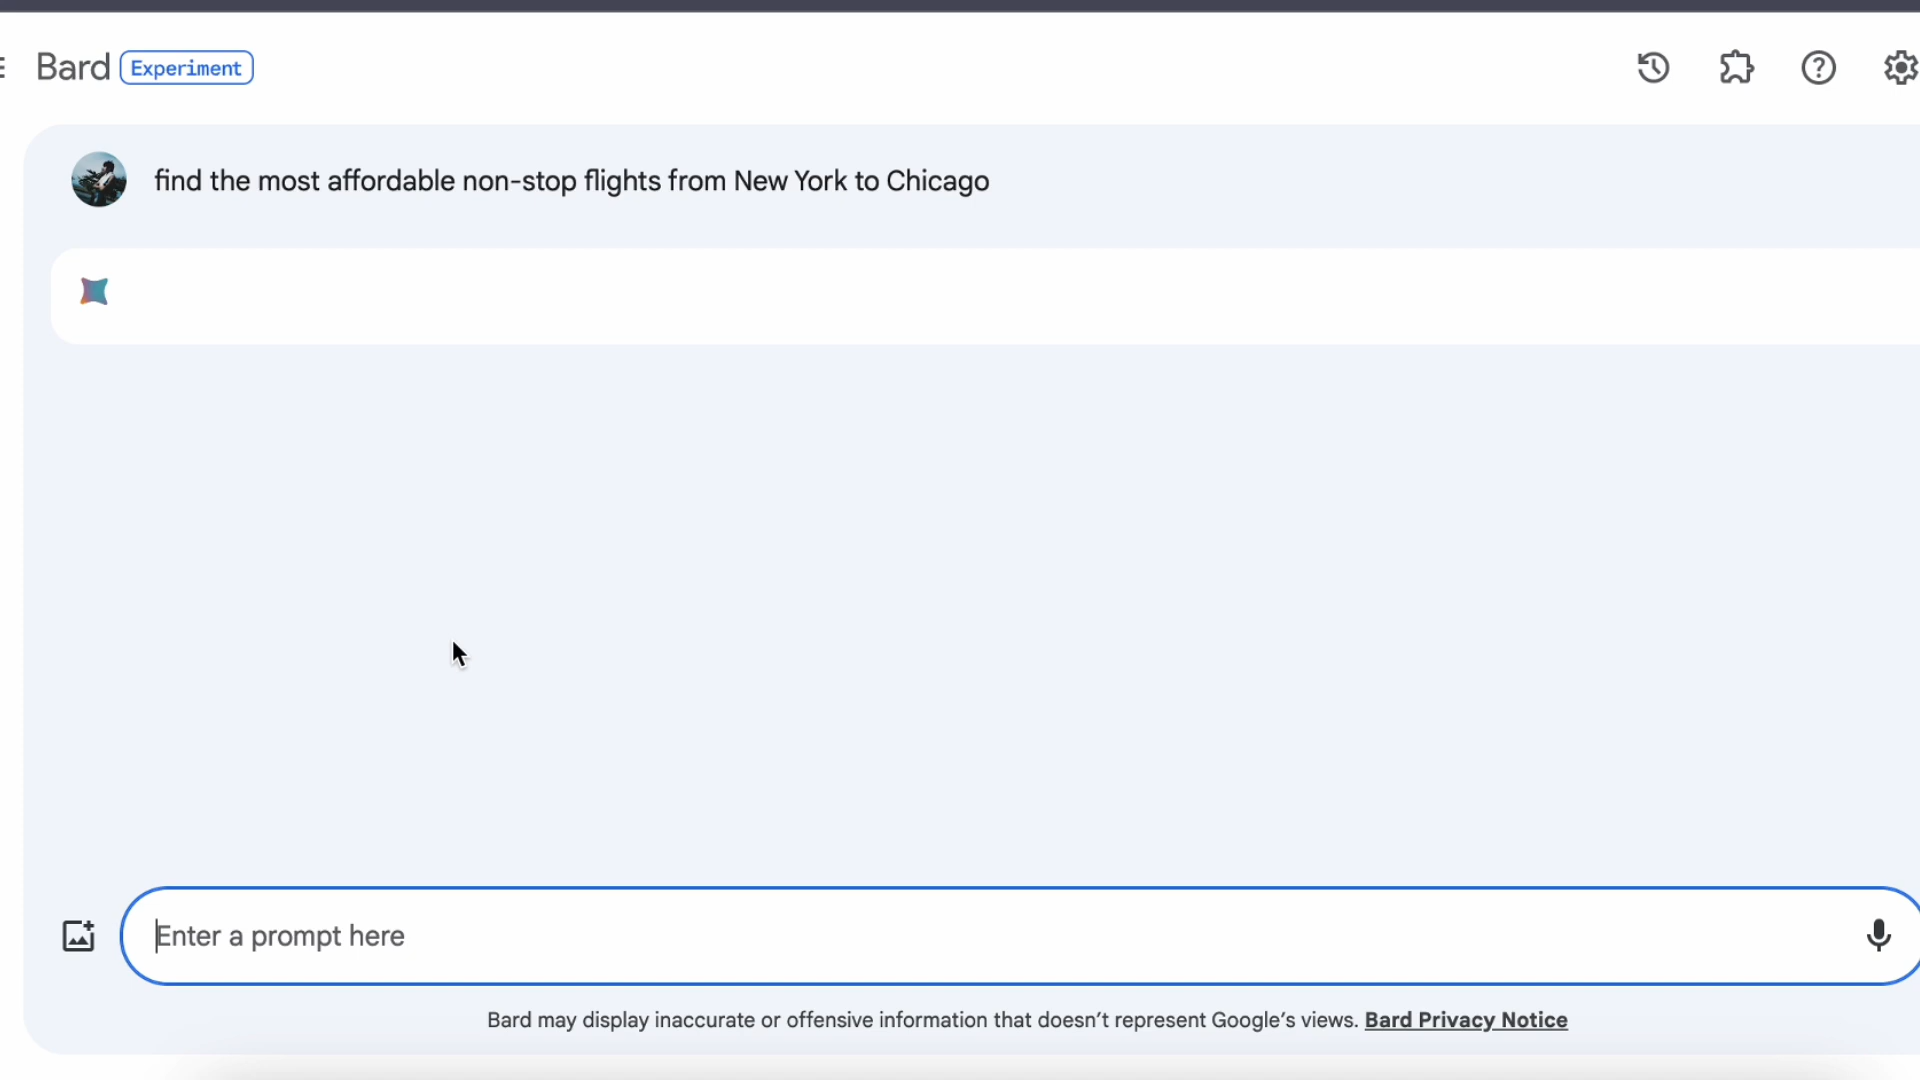 Bard Experiment
find the most affordable non-stop flights from New York to Chicago
Enter a prompt here
Bard may display inaccurate or offensive information that doesn’t represent Google’s views. Bard Privacy Notice